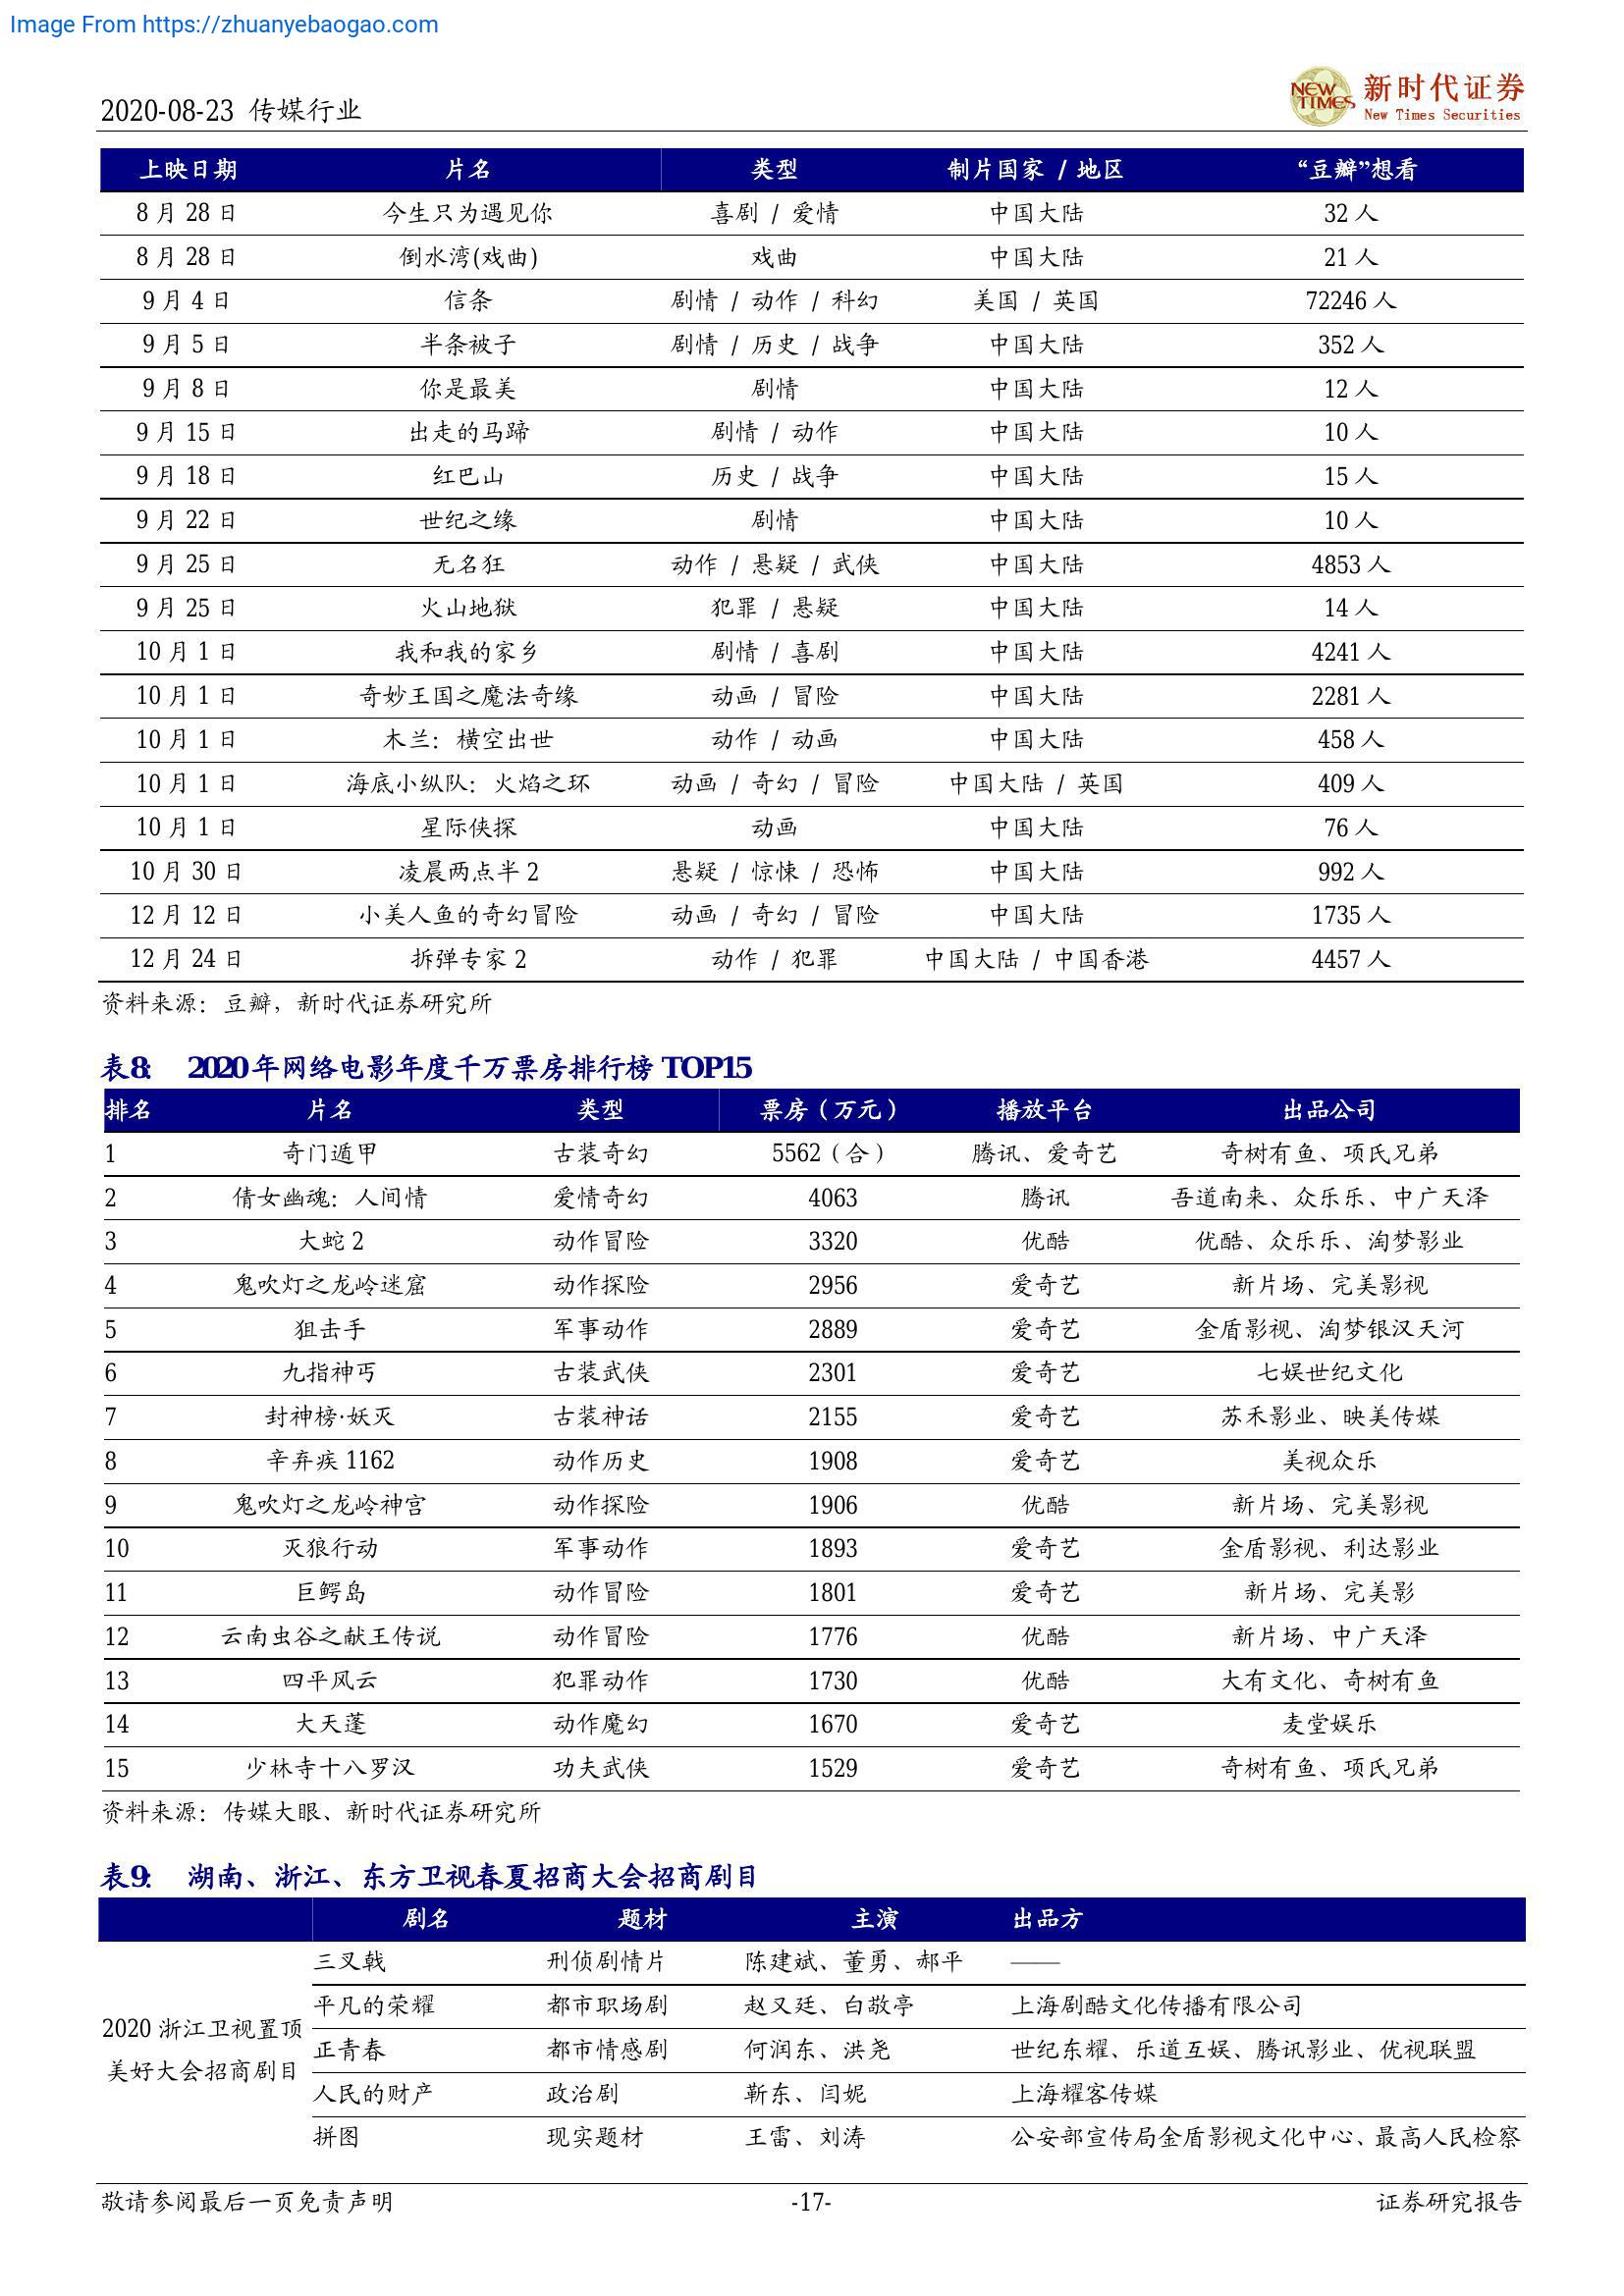 Image From https://zhuanyebaogao.com
2020-08-23 传媒行业
NEW TIMES 新时代证券
New Times Securities
上映日期 片名 类型 制片国家 / 地区 “豆瓣”想看
8 月 28 日 今生只为遇见你 喜剧 / 爱情 中国大陆 32 人
8 月 28 日 倒水湾(戏曲) 戏曲 中国大陆 21 人
9 月 4 日 信条 剧情 / 动作 / 科幻 美国 / 英国 72246 人
9 月 5 日 半条被子 剧情 / 历史 / 战争 中国大陆 352 人
9 月 8 日 你是最美 剧情 中国大陆 12 人
9 月 15 日 出走的马蹄 剧情 / 动作 中国大陆 10 人
9 月 18 日 红巴山 历史 / 战争 中国大陆 15 人
9 月 22 日 世纪之缘 剧情 中国大陆 10 人
9 月 25 日 无名狂 动作 / 悬疑 / 武侠 中国大陆 4853 人
9 月 25 日 火山地狱 犯罪 / 悬疑 中国大陆 14 人
10 月 1 日 我和我的家乡 剧情 / 喜剧 中国大陆 4241 人
10 月 1 日 奇妙王国之魔法奇缘 动画 / 冒险 中国大陆 2281 人
10 月 1 日 木兰：横空出世 动作 / 动画 中国大陆 458 人
10 月 1 日 海底小纵队：火焰之环 动画 / 奇幻 / 冒险 中国大陆 / 英国 409 人
10 月 1 日 星际侠探 动画 中国大陆 76 人
10 月 30 日 凌晨两点半 2 悬疑 / 惊悚 / 恐怖 中国大陆 992 人
12 月 12 日 小美人鱼的奇幻冒险 动画 / 奇幻 / 冒险 中国大陆 1735 人
12 月 24 日 拆弹专家 2 动作 / 犯罪 中国大陆 / 中国香港 4457 人
资料来源：豆瓣，新时代证券研究所
表8： 2020年网络电影年度千万票房排行榜 TOP15
排名 片名 类型 票房（万元） 播放平台 出品公司
1 奇门遁甲 古装奇幻 5562（合） 腾讯、爱奇艺 奇树有鱼、项氏兄弟
2 倩女幽魂：人间情 爱情奇幻 4063 腾讯 吾道南来、众乐乐、中广天泽
3 大蛇 2 动作冒险 3320 优酷 优酷、众乐乐、淘梦影业
4 鬼吹灯之龙岭迷窟 动作探险 2956 爱奇艺 新片场、完美影视
5 狙击手 军事动作 2889 爱奇艺 金盾影视、淘梦银汉天河
6 九指神丐 古装武侠 2301 爱奇艺 七娱世纪文化
7 封神榜·妖灭 古装神话 2155 爱奇艺 苏禾影业、映美传媒
8 辛弃疾 1162 动作历史 1908 爱奇艺 美视众乐
9 鬼吹灯之龙岭神宫 动作探险 1906 优酷 新片场、完美影视
10 灭狼行动 军事动作 1893 爱奇艺 金盾影视、利达影业
11 巨鳄岛 动作冒险 1801 爱奇艺 新片场、完美影
12 云南虫谷之献王传说 动作冒险 1776 优酷 新片场、中广天泽
13 四平风云 犯罪动作 1730 优酷 大有文化、奇树有鱼
14 大天蓬 动作魔幻 1670 爱奇艺 麦堂娱乐
15 少林寺十八罗汉 功夫武侠 1529 爱奇艺 奇树有鱼、项氏兄弟
资料来源：传媒大眼、新时代证券研究所
表9： 湖南、浙江、东方卫视春夏招商大会招商剧目
剧名 题材 主演 出品方
三叉戟 刑侦剧情片 陈建斌、董勇、郝平 ——
平凡的荣耀 都市职场剧 赵又廷、白敬亭 上海剧酷文化传播有限公司
2020 浙江卫视置顶
正青春 都市情感剧 何润东、洪尧 世纪东耀、乐道互娱、腾讯影业、优视联盟
美好大会招商剧目
人民的财产 政治剧 靳东、闫妮 上海耀客传媒
拼图 现实题材 王雷、刘涛 公安部宣传局金盾影视文化中心、最高人民检察
敬请参阅最后一页免责声明 -17- 证券研究报告